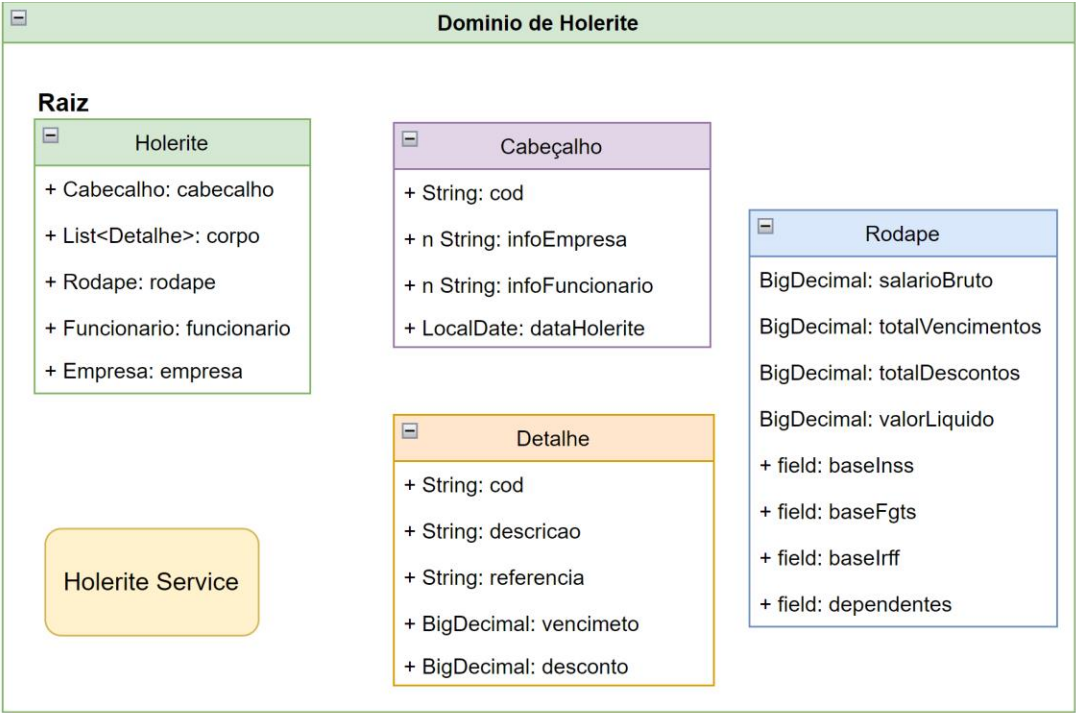 Dominio de Holerite
Raiz
Holerite
+ Cabecalho: cabecalho
+ List<Detalhe>: corpo
+ Rodape: rodape
+ Funcionario: funcionario
+ Empresa: empresa
Cabeçalho
+ String: cod
+ n String: infoEmpresa
+ n String: infoFuncionario
+ LocalDate: dataHolerite
Rodape
BigDecimal: salarioBruto
BigDecimal: totalVencimentos
BigDecimal: totalDescontos
BigDecimal: valorLiquido
+ field: baseInss
+ field: baseFgts
+ field: baseIrff
+ field: dependentes
Detalhe
+ String: cod
+ String: descricao
+ String: referencia
+ BigDecimal: vencimeto
+ BigDecimal: desconto
Holerite Service